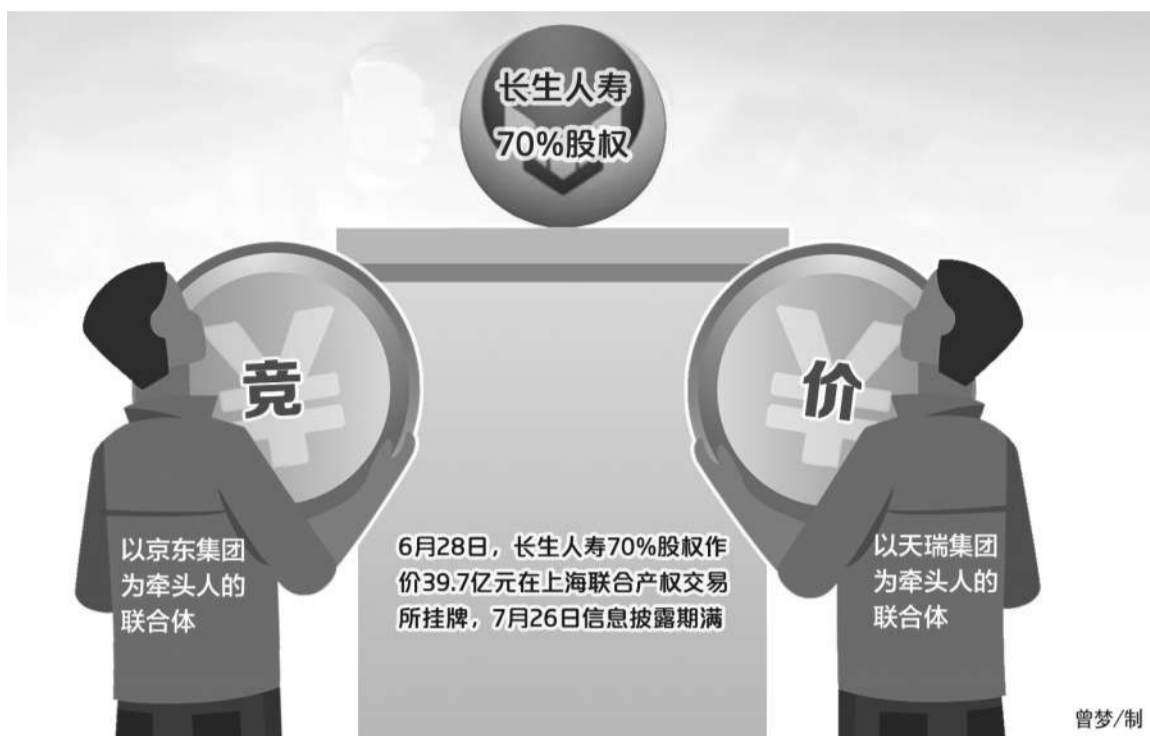 长生人寿
70%股权
竞
价
以京东集团
为牵头人的
联合体
6月28日，长生人寿70%股权作
价39.7亿元在上海联合产权交易
所挂牌，7月26日信息披露期满
以天瑞集团
为牵头人的
联合体
曾梦/制